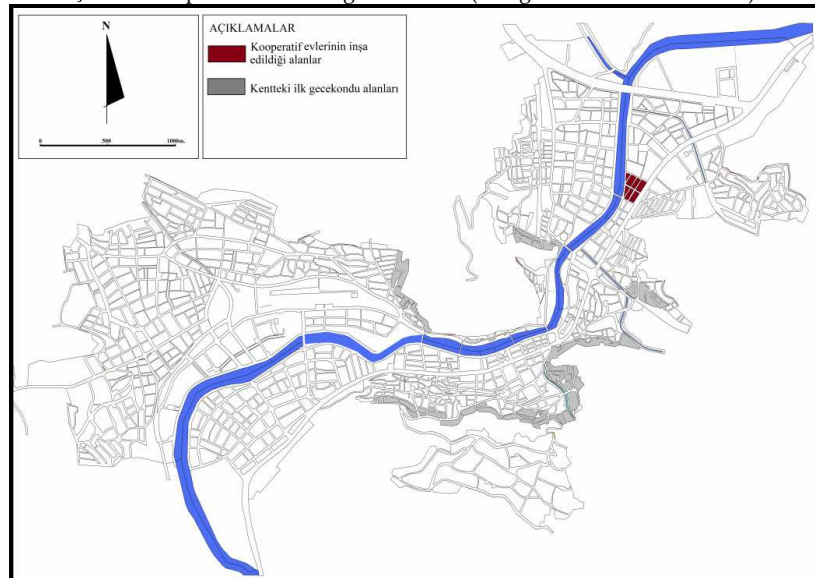 N
0 500 1000m.
AÇIKLAMALAR
Kooperatif evlerinin inşa
edildiği alanlar
Kentteki ilk gecekondu alanları